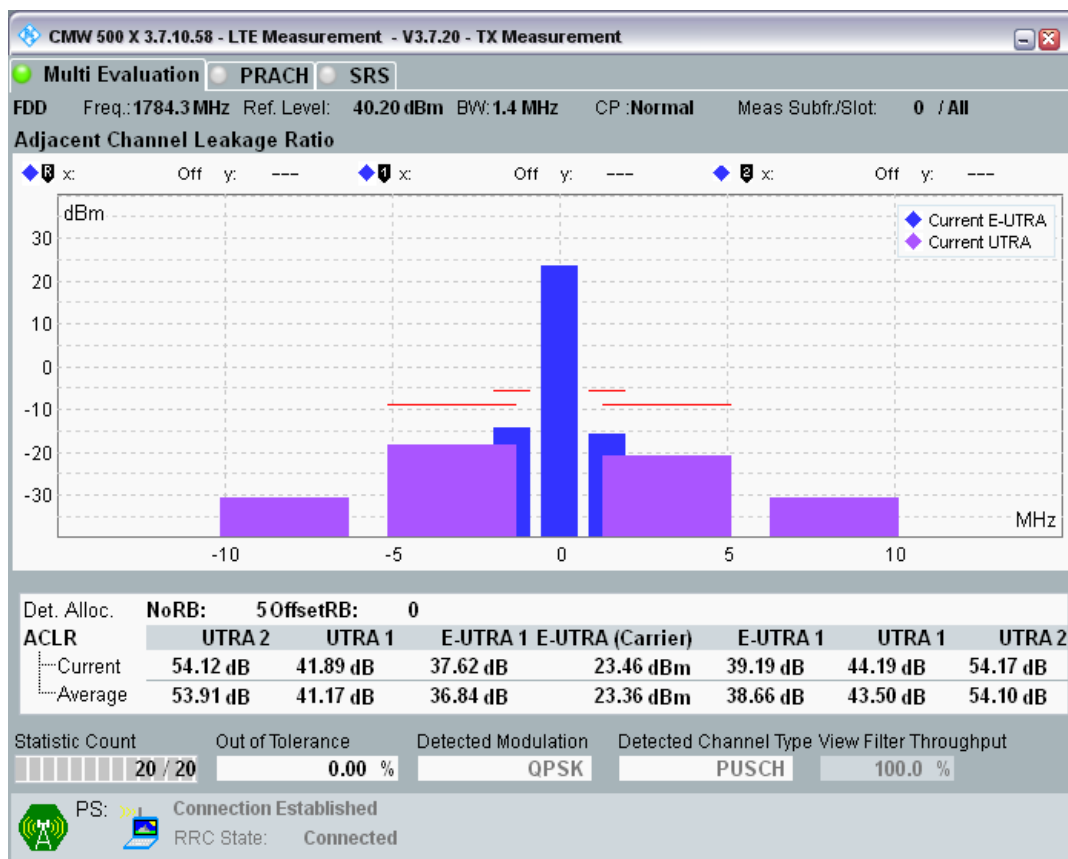 CMW 500 X 3.7.10.58 - LTE Measurement - V3.7.20 - TX Measurement
Multi Evaluation PRACH SRS
FDD Freq.: 1784.3 MHz Ref. Level: 40.20 dBm BW: 1.4 MHz CP :Normal Meas Subfr./Slot: 0 / All
Adjacent Channel Leakage Ratio
R x: Off y: --- 1 x: Off y: --- 2 x: Off y: ---
dBm
Current E-UTRA
Current UTRA
30
20
10
0
-10
-20
-30
MHz
-10 -5 0 5 10
Det. Alloc. NoRB: 5 OffsetRB: 0
ACLR UTRA 2 UTRA 1 E-UTRA 1 E-UTRA (Carrier) E-UTRA 1 UTRA 1 UTRA 2
Current 54.12 dB 41.89 dB 37.62 dB 23.46 dBm 39.19 dB 44.19 dB 54.17 dB
Average 53.91 dB 41.17 dB 36.84 dB 23.36 dBm 38.66 dB 43.50 dB 54.10 dB
Statistic Count Out of Tolerance Detected Modulation Detected Channel Type View Filter Throughput
20 / 20 0.00 % QPSK PUSCH 100.0 %
PS: Connection Established
RRC State: Connected